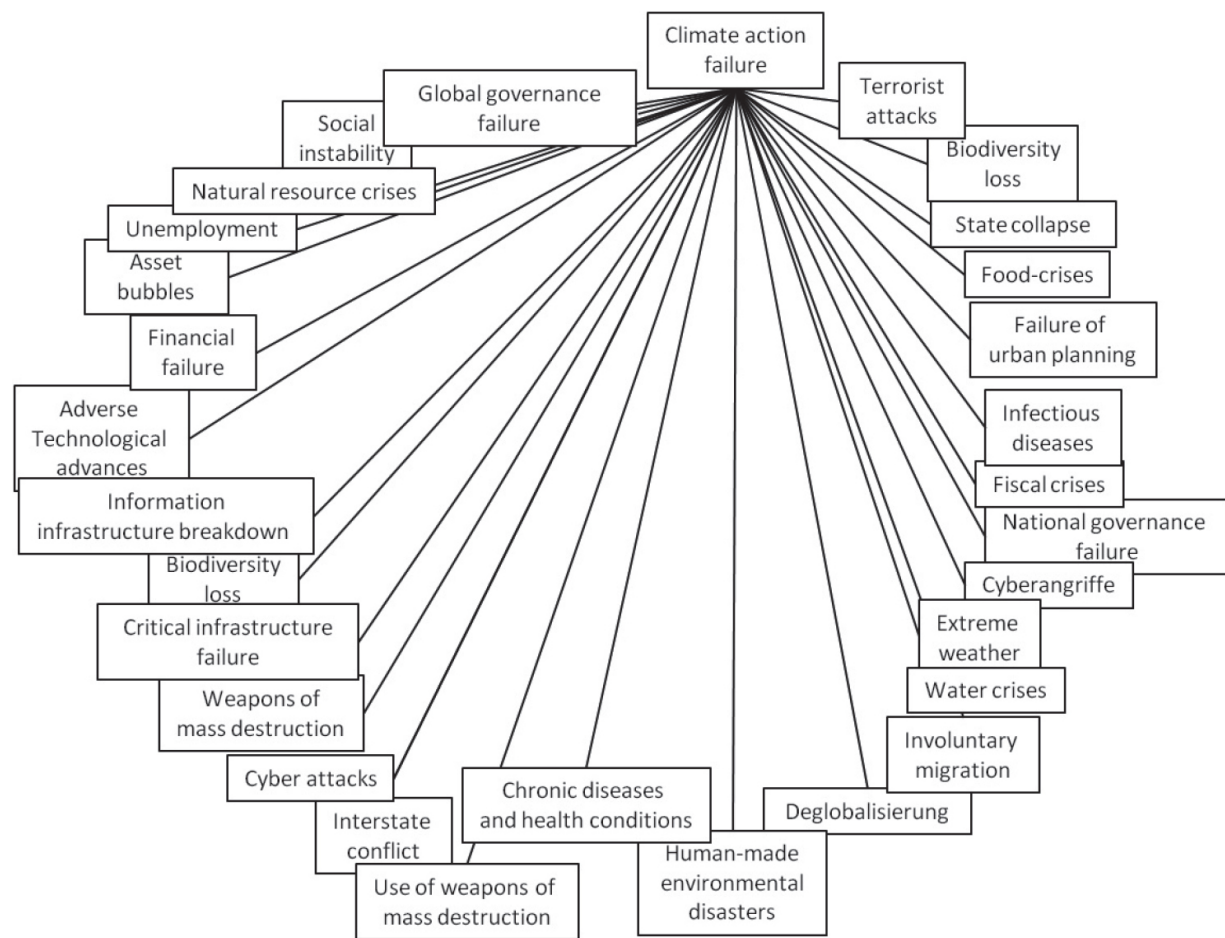 Climate action
failure
Terrorist
attacks
Biodiversity
loss
State collapse
Food-crises
Failure of
urban planning
Infectious
diseases
Fiscal crises
National governance
failure
Cyberangriffe
Extreme
weather
Water crises
Involuntary
migration
Deglobalisierung
Human-made
environmental
disasters
Chronic diseases
and health conditions
Use of weapons of
mass destruction
Interstate
conflict
Cyber attacks
Weapons of
mass destruction
Critical infrastructure
failure
Biodiversity
loss
Information
infrastructure breakdown
Adverse
Technological
advances
Financial
failure
Asset
bubbles
Unemployment
Natural resource crises
Social
instability
Global governance
failure